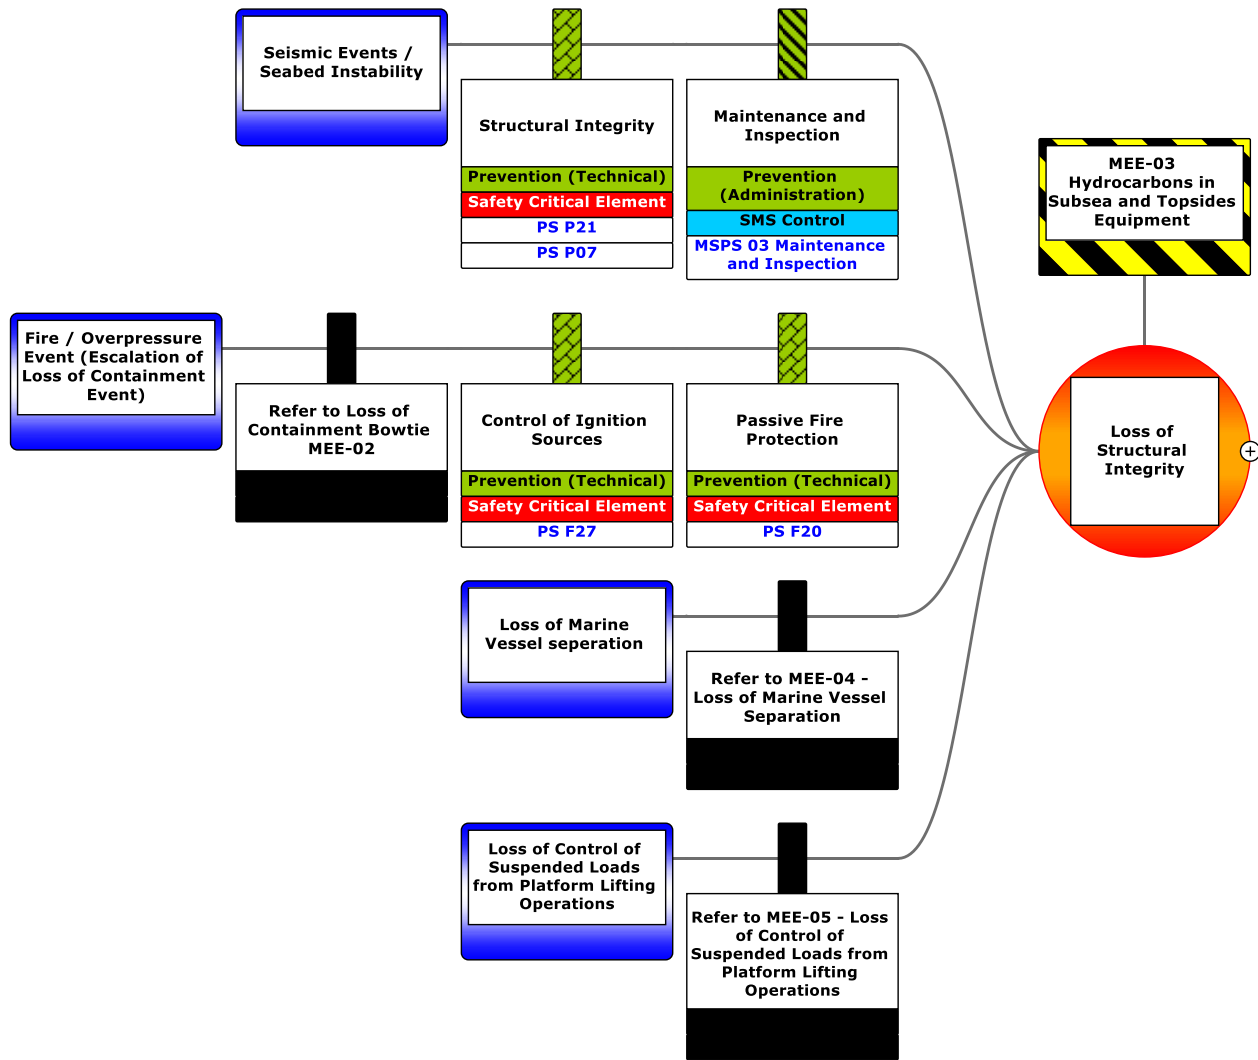 Seismic Events /
Seabed Instability
Structural Integrity
Prevention (Technical)
Safety Critical Element
PS P21
PS P07
Maintenance and
Inspection
Prevention
(Administration)
SMS Control
MSPS 03 Maintenance
and Inspection
MEE-03
Hydrocarbons in
Subsea and Topsides
Equipment
Fire / Overpressure
Event (Escalation of
Loss of Containment
Event)
Refer to Loss of
Containment Bowtie
MEE-02
Control of Ignition
Sources
Prevention (Technical)
Safety Critical Element
PS F27
Passive Fire
Protection
Prevention (Technical)
Safety Critical Element
PS F20
Loss of
Structural
Integrity
Loss of Marine
Vessel seperation
Refer to MEE-04 -
Loss of Marine Vessel
Separation
Loss of Control of
Suspended Loads
from Platform Lifting
Operations
Refer to MEE-05 - Loss
of Control of
Suspended Loads from
Platform Lifting
Operations